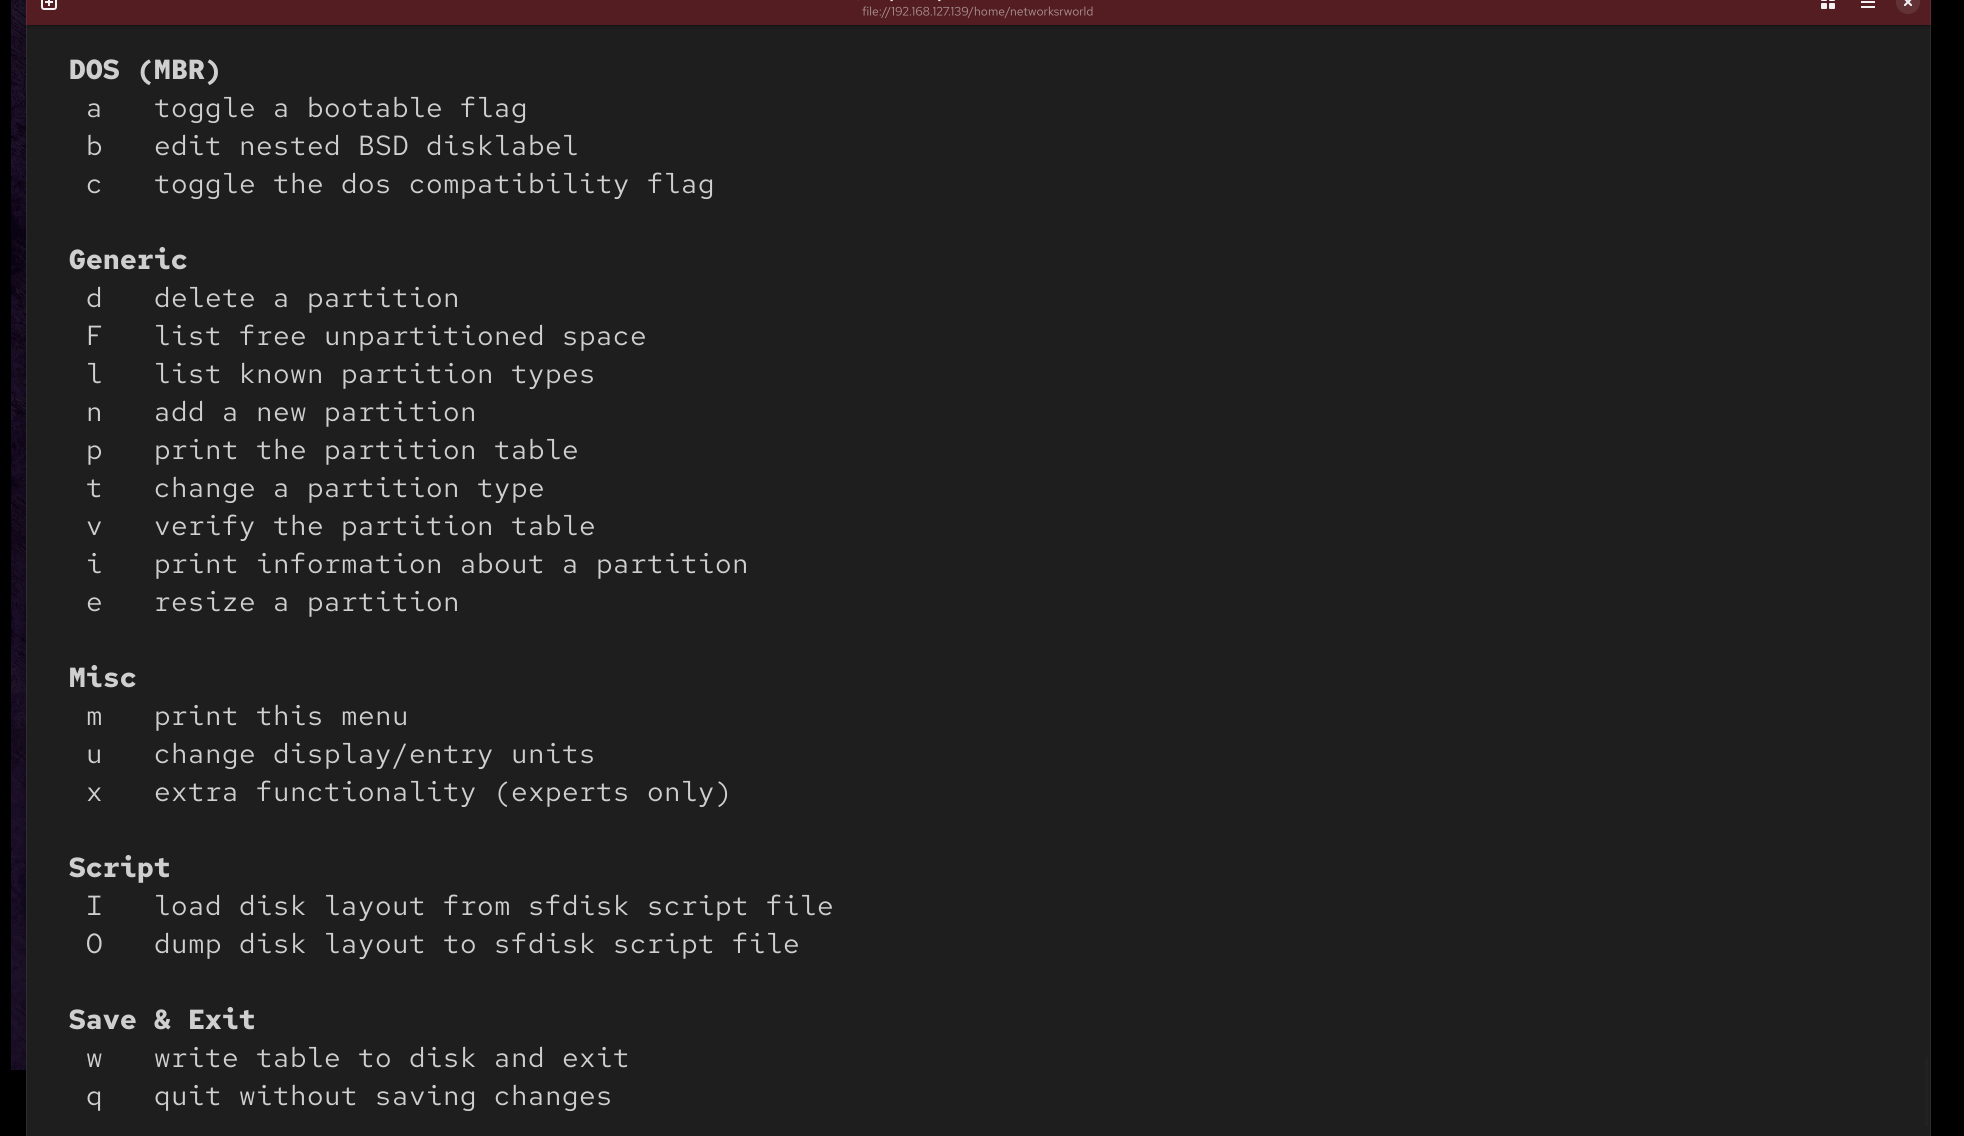 file://192.168.127.139/home/networksrworld
DOS (MBR)
a   toggle a bootable flag
b   edit nested BSD disklabel
c   toggle the dos compatibility flag
Generic
d   delete a partition
F   list free unpartitioned space
l   list known partition types
n   add a new partition
p   print the partition table
t   change a partition type
v   verify the partition table
i   print information about a partition
e   resize a partition
Misc
m   print this menu
u   change display/entry units
x   extra functionality (experts only)
Script
I   load disk layout from sfdisk script file
O   dump disk layout to sfdisk script file
Save & Exit
w   write table to disk and exit
q   quit without saving changes